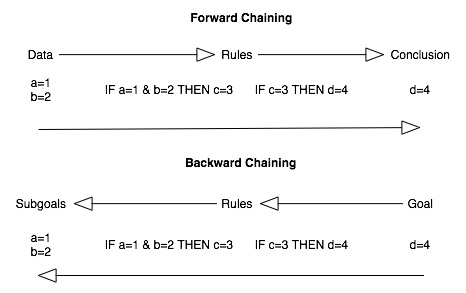 Forward Chaining
Data Rules Conclusion
a=1
b=2
IF a=1 & b=2 THEN c=3 IF c=3 THEN d=4 d=4
Backward Chaining
Subgoals Rules Goal
a=1
b=2
IF a=1 & b=2 THEN c=3 IF c=3 THEN d=4 d=4